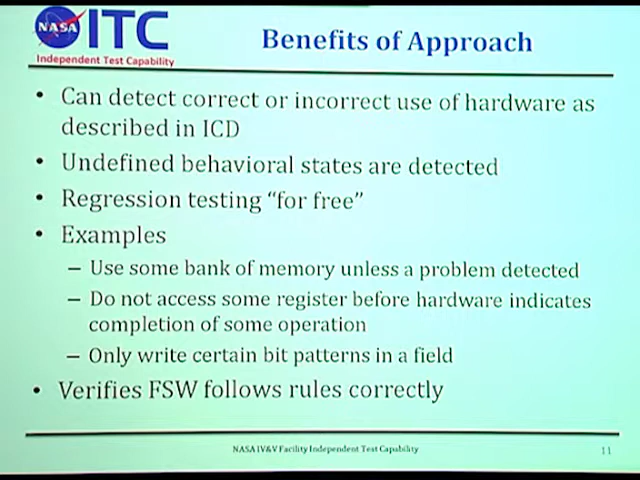 NASA ITC
Independent Test Capability
Benefits of Approach
• Can detect correct or incorrect use of hardware as
described in ICD
• Undefined behavioral states are detected
• Regression testing “for free”
• Examples
– Use some bank of memory unless a problem detected
– Do not access some register before hardware indicates
completion of some operation
– Only write certain bit patterns in a field
• Verifies FSW follows rules correctly
NASA IV&V Facility Independent Test Capability
11